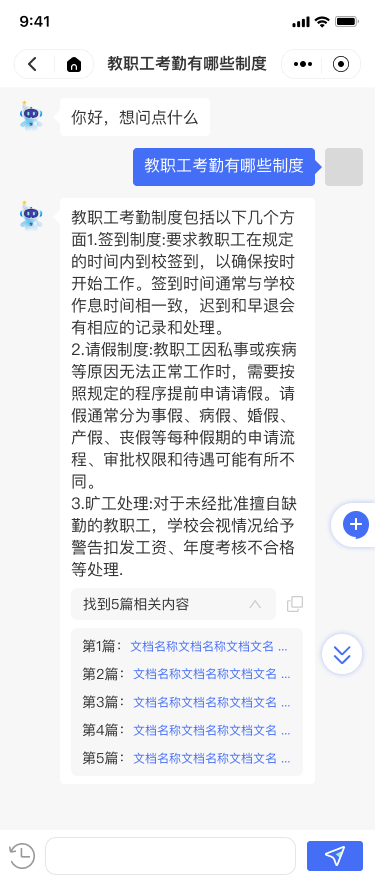 9:41
教职工考勤有哪些制度
你好，想问点什么
教职工考勤有哪些制度
教职工考勤制度包括以下几个方
面1.签到制度:要求教职工在规定
的时间内到校签到，以确保按时
开始工作。签到时间通常与学校
作息时间相一致，迟到和早退会
有相应的记录和处理。
2.请假制度:教职工因私事或疾病
等原因无法正常工作时，需要按
照规定的程序提前申请请假。请
假通常分为事假、病假、婚假、
产假、丧假等每种假期的申请流
程、审批权限和待遇可能有所不
同。
3.旷工处理:对于未经批准擅自缺
勤的教职工，学校会视情况给予
警告扣发工资、年度考核不合格
等处理.
找到5篇相关内容
第1篇：文档名称文档名称文档文名 ...
第2篇：文档名称文档名称文档文名 ...
第3篇：文档名称文档名称文档文名 ...
第4篇：文档名称文档名称文档文名 ...
第5篇：文档名称文档名称文档文名 ...